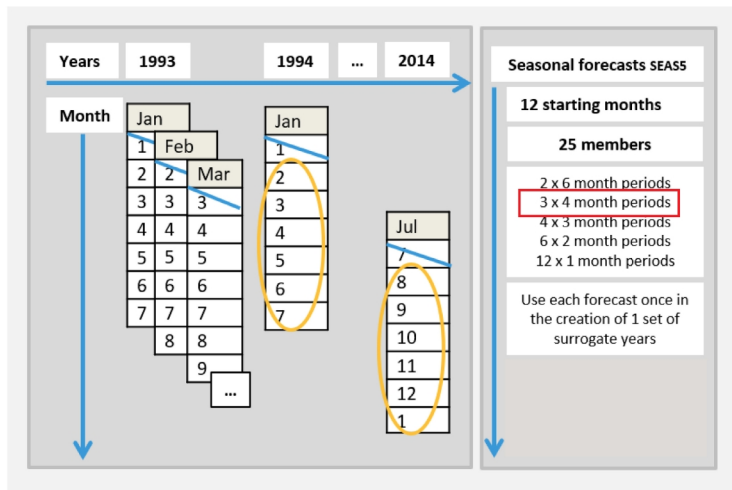 Years
1993
1994
...
2014
Month
Jan
1
2
3
4
5
6
7
Feb
2
3
4
5
6
7
8
Mar
3
4
5
6
7
8
9
...
Jan
1
2
3
4
5
6
7
Jul
7
8
9
10
11
12
1
Seasonal forecasts SEAS5
12 starting months
25 members
2 x 6 month periods
3 x 4 month periods
4 x 3 month periods
6 x 2 month periods
12 x 1 month periods
Use each forecast once in
the creation of 1 set of
surrogate years